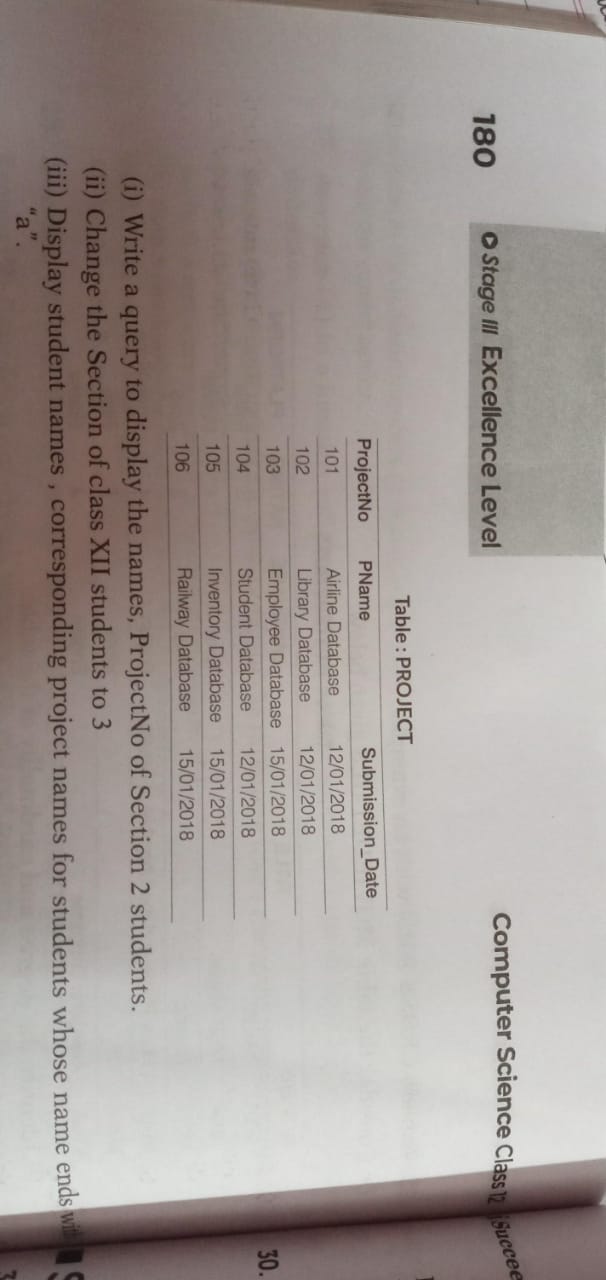 180
Stage III Excellence Level
Computer Science Class 12
Table : PROJECT
ProjectNo PName Submission_Date
101 Airline Database 12/01/2018
102 Library Database 12/01/2018
103 Employee Database 15/01/2018
104 Student Database 12/01/2018
105 Inventory Database 15/01/2018
106 Railway Database 15/01/2018
(i) Write a query to display the names, ProjectNo of Section 2 students.
(ii) Change the Section of class XII students to 3
(iii) Display student names , corresponding project names for students whose name ends
“a”.
30.